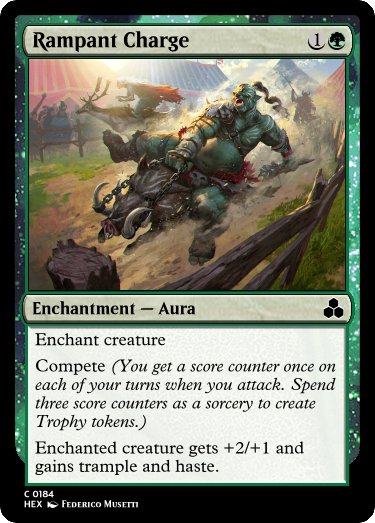 Rampant Charge 1
Enchantment — Aura
Enchant creature
Compete (You get a score counter once on
each of your turns when you attack. Spend
three score counters as a sorcery to create
Trophy tokens.)
Enchanted creature gets +2/+1 and
gains trample and haste.
C 0184
HEX Federico Musetti